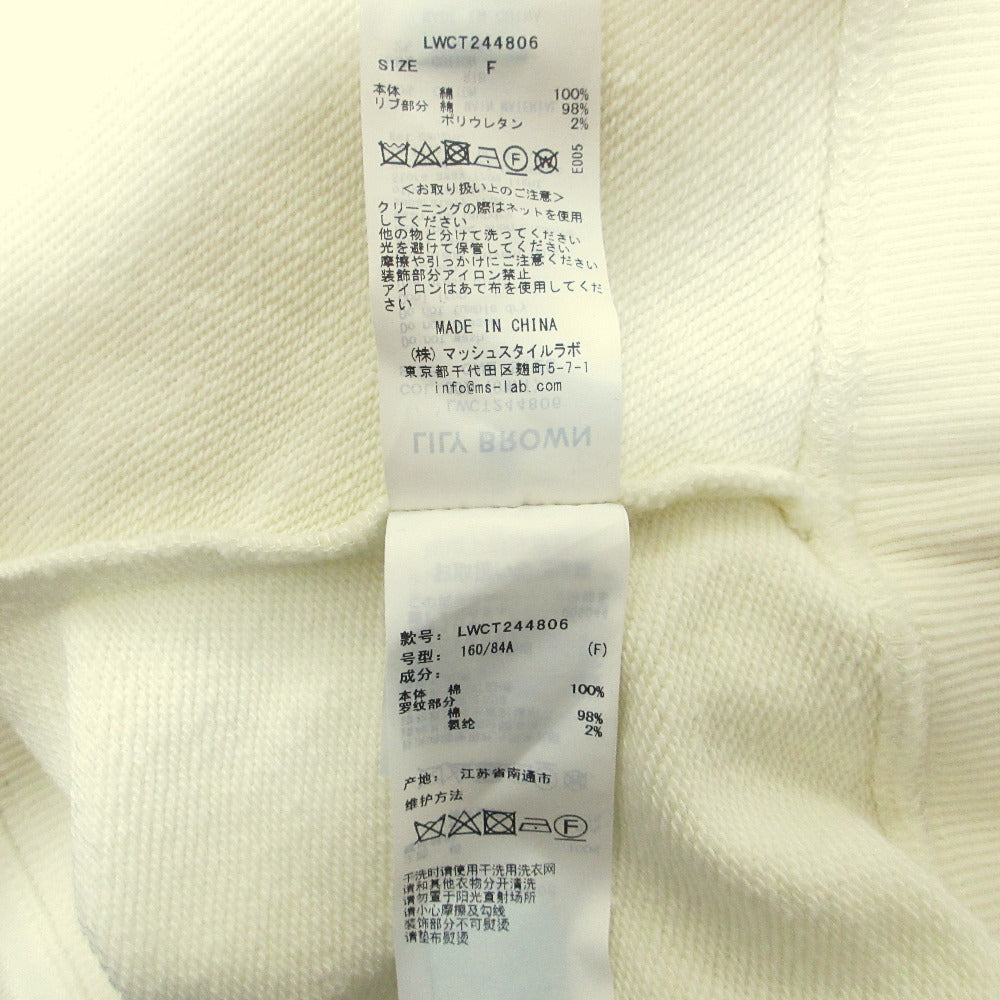 LWCT244806
SIZE F
本体 綿 100%
リブ部分 綿 98%
ポリウレタン 2%
F W E005
＜お取り扱い上のご注意＞
クリーニングの際はネットを使用
してください
他の物と分けて洗ってください
光を避けて保管してください
摩擦や引っかけにご注意ください
装飾部分アイロン禁止
アイロンはあて布を使用してくだ
さい
MADE IN CHINA
(株) マッシュスタイルラボ
東京都千代田区麹町5-7-1
info@ms-lab.com
LWCT244806
LILY BROWN
款号: LWCT244806
号型: 160/84A (F)
成分:
本体 棉 100%
罗纹部分
棉 98%
氨纶 2%
产地: 江苏省南通市
维护方法
F
干洗时请使用干洗用洗衣网
请和其他衣物分开清洗
请勿置于阳光直射场所
请小心摩擦及勾线
装饰部分不可熨烫
请垫布熨烫